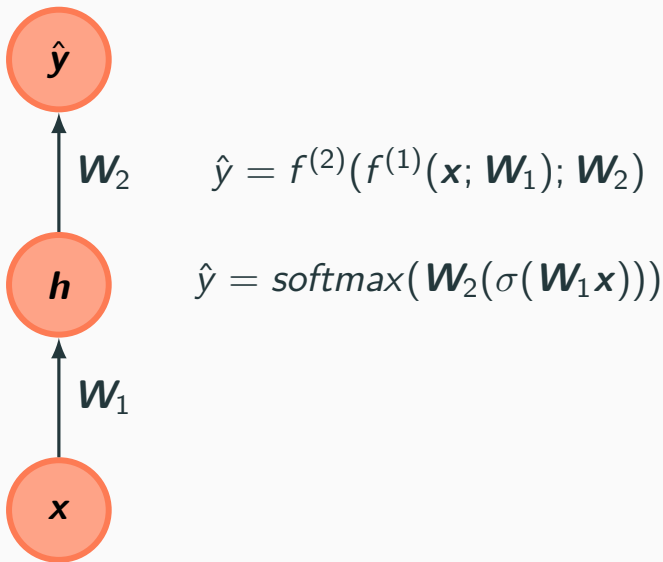 ŷ
W₂
ŷ = f⁽²⁾(f⁽¹⁾(x; W₁); W₂)
h
ŷ = softmax(W₂(σ(W₁x)))
W₁
x